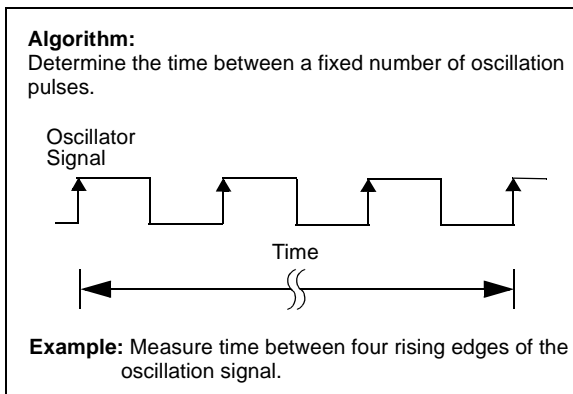 Algorithm:
Determine the time between a fixed number of oscillation
pulses.
Oscillator
Signal
Time
Example: Measure time between four rising edges of the
oscillation signal.